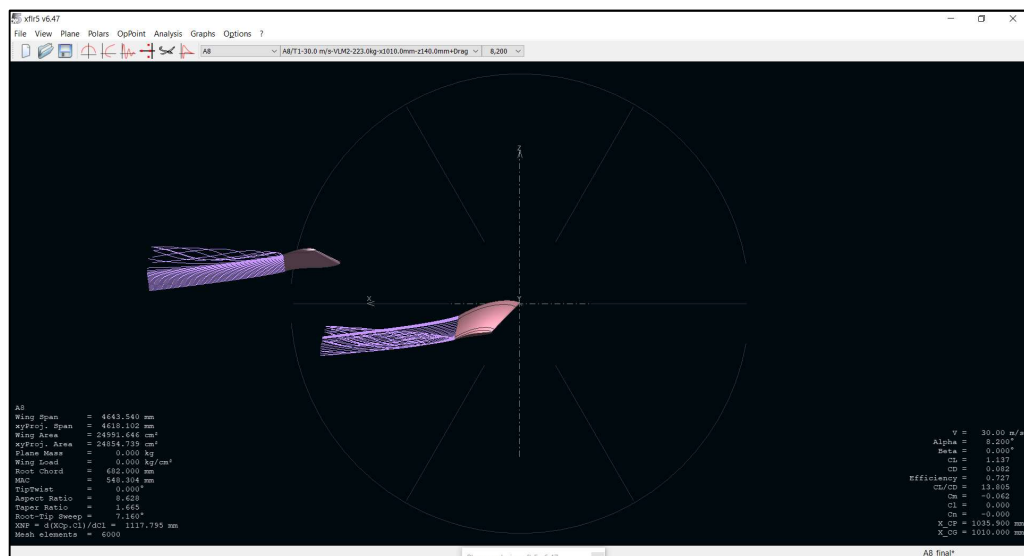 xflr5 v6.47
File View Plane Polars OpPoint Analysis Graphs Options ?
A8 A8/T1-30.0 m/s-VLM2-223.0kg-x1010.0mm-z140.0mm+Drag 8,200
Z
X
Y
A8
Wing Span = 4643.540 mm
xyProj. Span = 4618.102 mm
Wing Area = 24991.646 cm²
xyProj. Area = 24854.739 cm²
Plane Mass = 0.000 kg
Wing Load = 0.000 kg/cm²
Root Chord = 682.000 mm
MAC = 548.304 mm
TipTwist = 0.000°
Aspect Ratio = 8.628
Taper Ratio = 1.665
Root-Tip Sweep = 7.160°
XNP = d(XCp.Cl)/dCl = 1117.795 mm
Mesh elements = 6000
V = 30.00 m/s
Alpha = 8.200°
Beta = 0.000°
CL = 1.137
CD = 0.082
Efficiency = 0.727
CL/CD = 13.805
Cm = -0.062
Cl = 0.000
Cn = -0.000
X_CP = 1035.900 mm
X_CG = 1010.000 mm
A8_final*